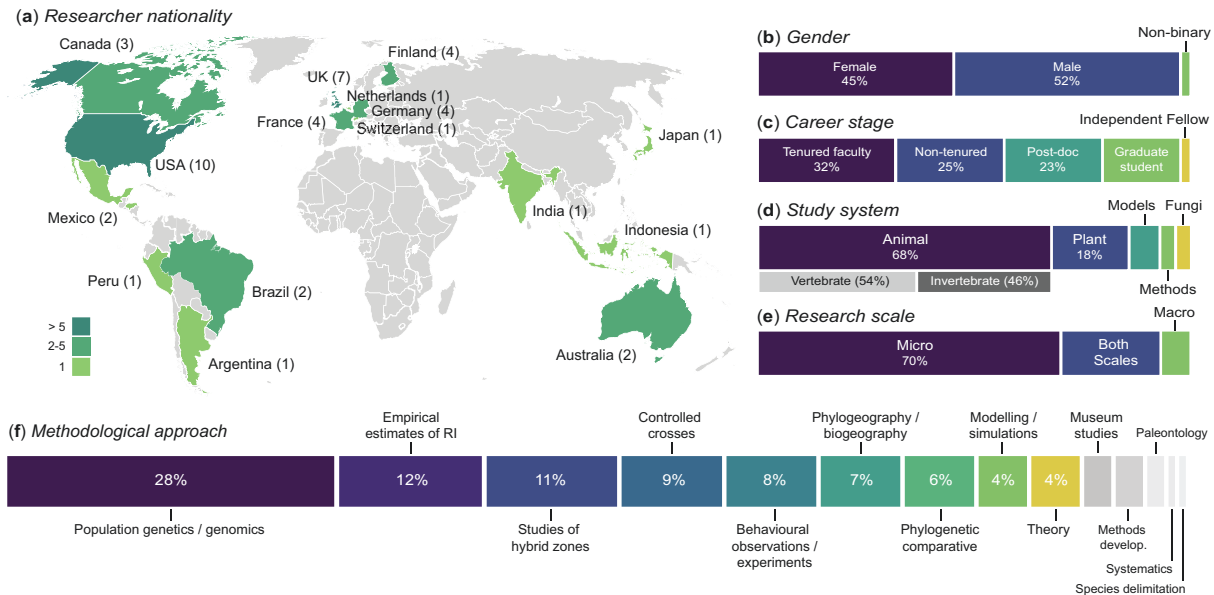 (a) Researcher nationality
Canada (3)
Finland (4)
UK (7)
Netherlands (1)
Germany (4)
France (4)
Switzerland (1)
Japan (1)
USA (10)
Mexico (2)
India (1)
Indonesia (1)
Peru (1)
Brazil (2)
Argentina (1)
Australia (2)
> 5
2-5
1
(b) Gender
Non-binary
Female
45%
Male
52%
(c) Career stage
Independent Fellow
Tenured faculty
32%
Non-tenured
25%
Post-doc
23%
Graduate
student
(d) Study system
Models
Fungi
Animal
68%
Plant
18%
Vertebrate (54%)
Invertebrate (46%)
Methods
(e) Research scale
Macro
Micro
70%
Both
Scales
(f) Methodological approach
Empirical
estimates of RI
Controlled
crosses
Phylogeography /
biogeography
Modelling /
simulations
Museum
studies
Paleontology
28%
12%
11%
9%
8%
7%
6%
4%
4%
Population genetics / genomics
Studies of
hybrid zones
Behavioural
observations /
experiments
Phylogenetic
comparative
Theory
Methods
develop.
Systematics
Species delimitation